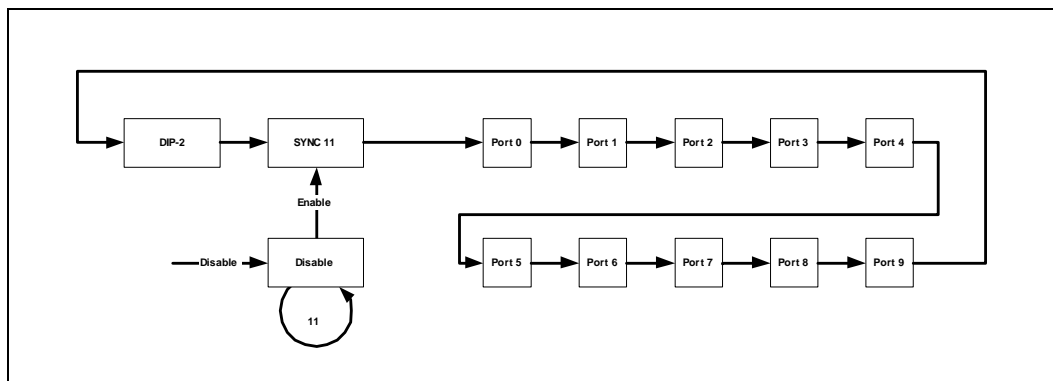 DIP-2
SYNC 11
Port 0
Port 1
Port 2
Port 3
Port 4
Enable
Disable
Disable
Port 5
Port 6
Port 7
Port 8
Port 9
11